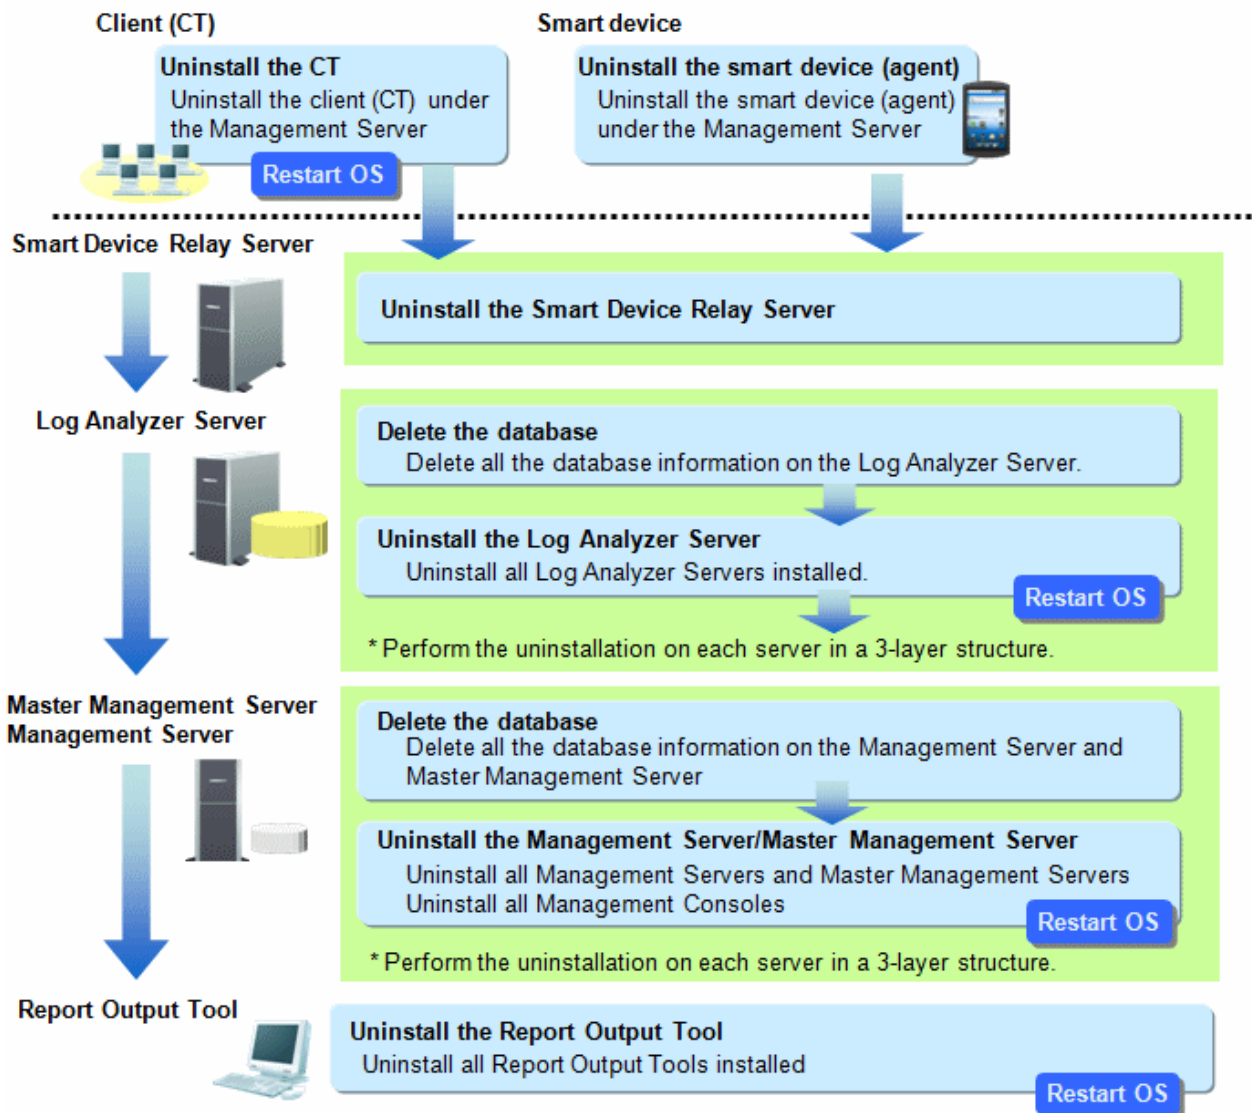 Client (CT)
Smart device
Uninstall the CT
Uninstall the client (CT) under
the Management Server
Restart OS
Uninstall the smart device (agent)
Uninstall the smart device (agent)
under the Management Server
Smart Device Relay Server
Uninstall the Smart Device Relay Server
Log Analyzer Server
Delete the database
Delete all the database information on the Log Analyzer Server.
Uninstall the Log Analyzer Server
Uninstall all Log Analyzer Servers installed.
Restart OS
* Perform the uninstallation on each server in a 3-layer structure.
Master Management Server
Management Server
Delete the database
Delete all the database information on the Management Server and
Master Management Server
Uninstall the Management Server/Master Management Server
Uninstall all Management Servers and Master Management Servers
Uninstall all Management Consoles
Restart OS
* Perform the uninstallation on each server in a 3-layer structure.
Report Output Tool
Uninstall the Report Output Tool
Uninstall all Report Output Tools installed
Restart OS